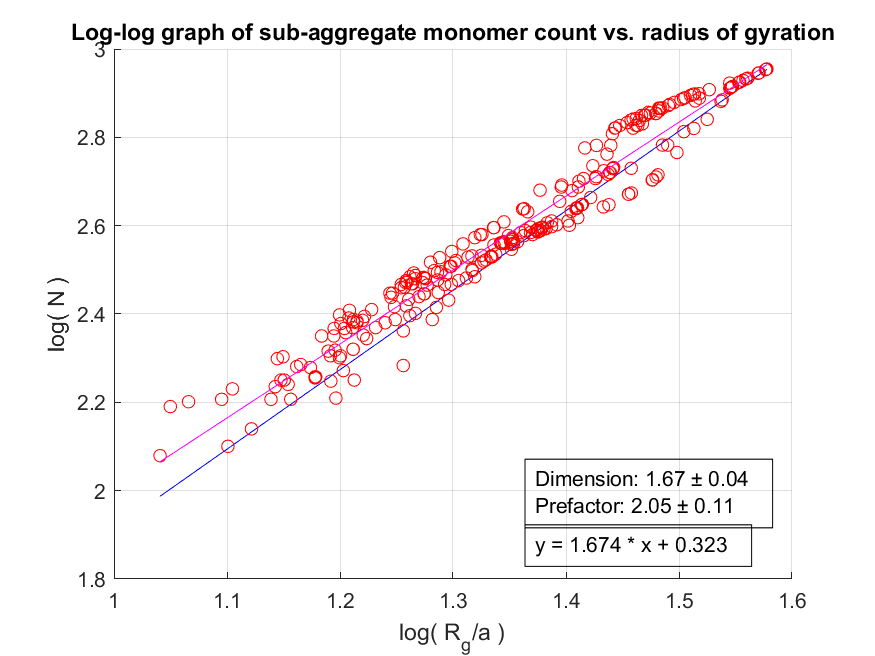 Log-log graph of sub-aggregate monomer count vs. radius of gyration
3
2.8
2.6
2.4
2.2
2
1.8
log( N )
Dimension: 1.67 ± 0.04
Prefactor: 2.05 ± 0.11
y = 1.674 * x + 0.323
1 1.1 1.2 1.3 1.4 1.5 1.6
log( R_g/a )